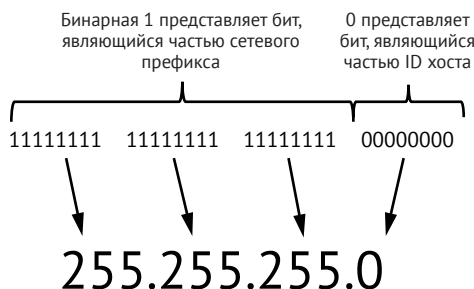 Бинарная 1 представляет бит,
являющийся частью сетевого
префикса
0 представляет
бит, являющийся
частью ID хоста
11111111 11111111 11111111 00000000
255.255.255.0